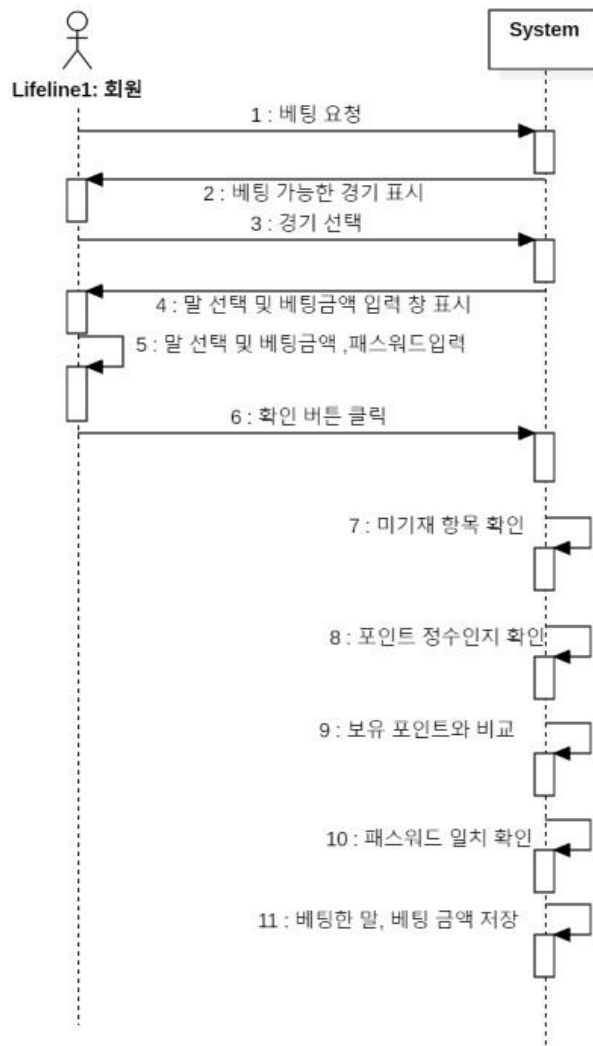 System
Lifeline1: 회원
1 : 베팅 요청
2 : 베팅 가능한 경기 표시
3 : 경기 선택
4 : 말 선택 및 베팅금액 입력 창 표시
5 : 말 선택 및 베팅금액 ,패스워드입력
6 : 확인 버튼 클릭
7 : 미기재 항목 확인
8 : 포인트 정수인지 확인
9 : 보유 포인트와 비교
10 : 패스워드 일치 확인
11 : 베팅한 말, 베팅 금액 저장